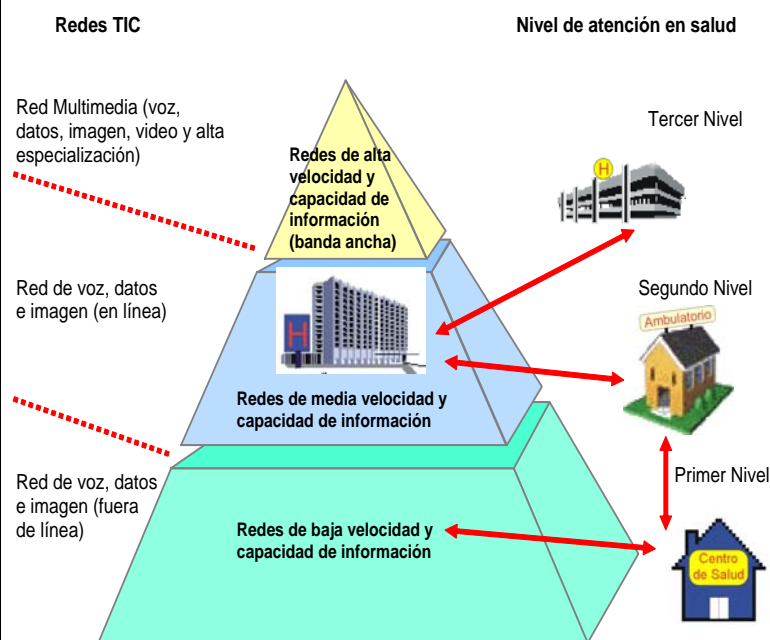 Redes TIC
Nivel de atención en salud
Red Multimedia (voz,
datos, imagen, video y alta
especialización)
Redes de alta
velocidad y
capacidad de
información
(banda ancha)
Tercer Nivel
H
Red de voz, datos
e imagen (en línea)
H
Segundo Nivel
Ambulatorio
Redes de media velocidad y
capacidad de información
Red de voz, datos
e imagen (fuera
de línea)
Primer Nivel
Redes de baja velocidad y
capacidad de información
Centro
de Salud